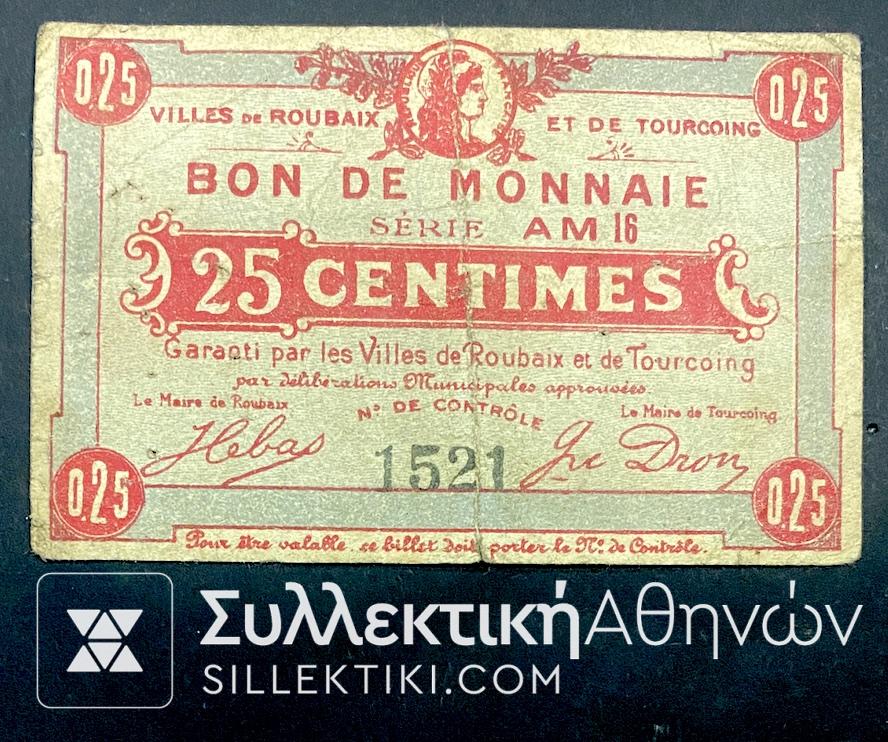 0.25
0.25
VILLES DE ROUBAIX
ET DE TOURCOING
BON DE MONNAIE
SÉRIE AM 16
25 CENTIMES
Garanti par les Villes de Roubaix et de Tourcoing
par délibérations Municipales approuvées.
Le Maire de Roubaix
Nº DE CONTRÔLE
Le Maire de Tourcoing
1521
Dron
0.25
0.25
Pour être valable, ce billet doit porter le Nº de Contrôle.
ΣυλλεκτικήΑθηνών
SILLEKTIKI.COM